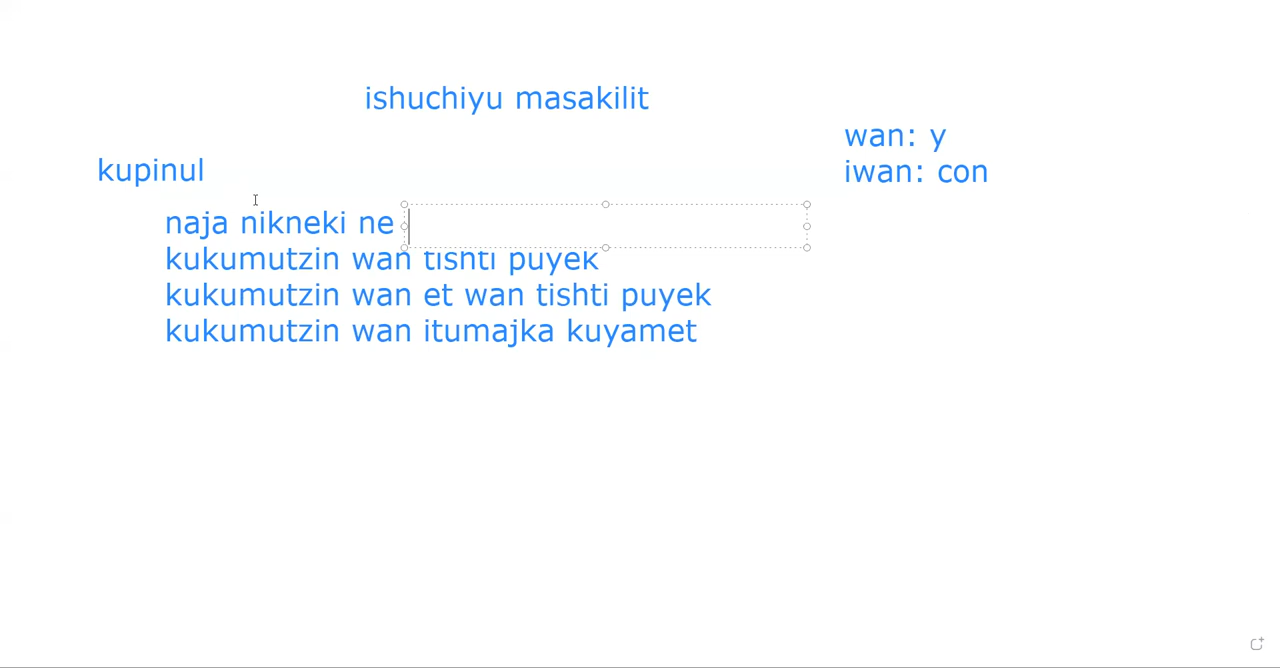 ishuchiyu masakilit
wan: y
iwan: con
kupinul
naja nikneki ne
kukumutzin wan tishti puyek
kukumutzin wan et wan tishti puyek
kukumutzin wan itumajka kuyamet